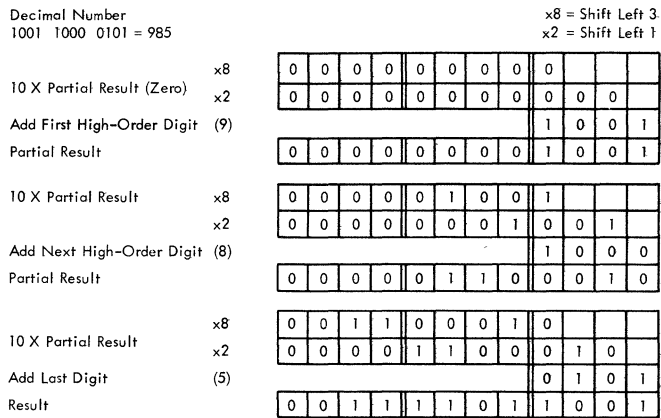 Decimal Number
1001 1000 0101 = 985
x8 = Shift Left 3
x2 = Shift Left 1
x8 0 0 0 0 0 0 0 0 0
10 X Partial Result (Zero)
x2 0 0 0 0 0 0 0 0 0 0 0
Add First High-Order Digit (9) 1 0 0 1
Partial Result 0 0 0 0 0 0 0 0 1 0 0 1
10 X Partial Result x8 0 0 0 0 0 1 0 0 1
x2 0 0 0 0 0 0 0 1 0 0 1
Add Next High-Order Digit (8) 1 0 0 0
Partial Result 0 0 0 0 0 1 1 0 0 0 1 0
x8 0 0 1 1 0 0 0 1 0
10 X Partial Result
x2 0 0 0 0 1 1 0 0 0 1 0
Add Last Digit (5) 0 1 0 1
Result 0 0 1 1 1 1 0 1 1 0 0 1